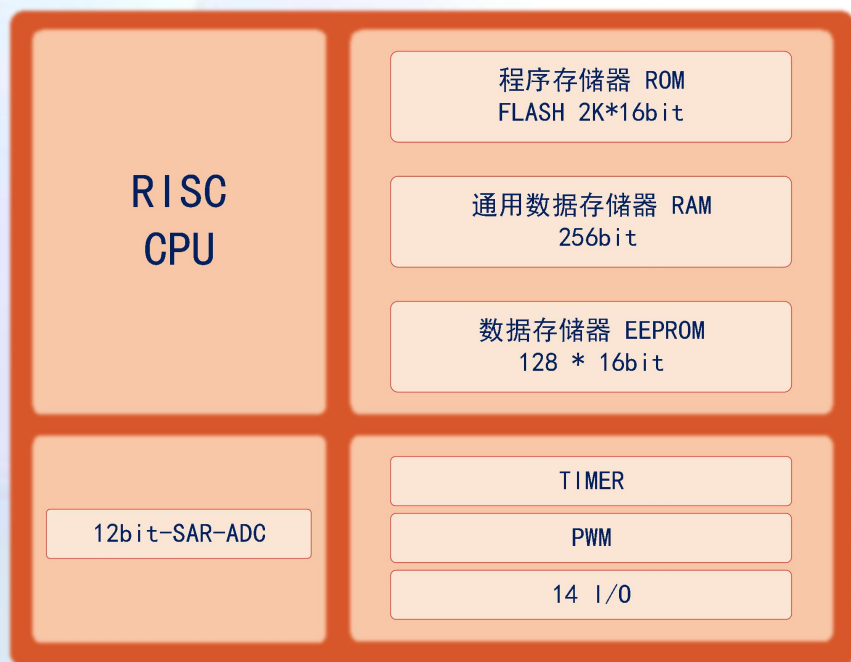 RISC
CPU
程序存储器 ROM
FLASH 2K*16bit
通用数据存储器 RAM
256bit
数据存储器 EEPROM
128 * 16bit
12bit-SAR-ADC
TIMER
PWM
14 I/O